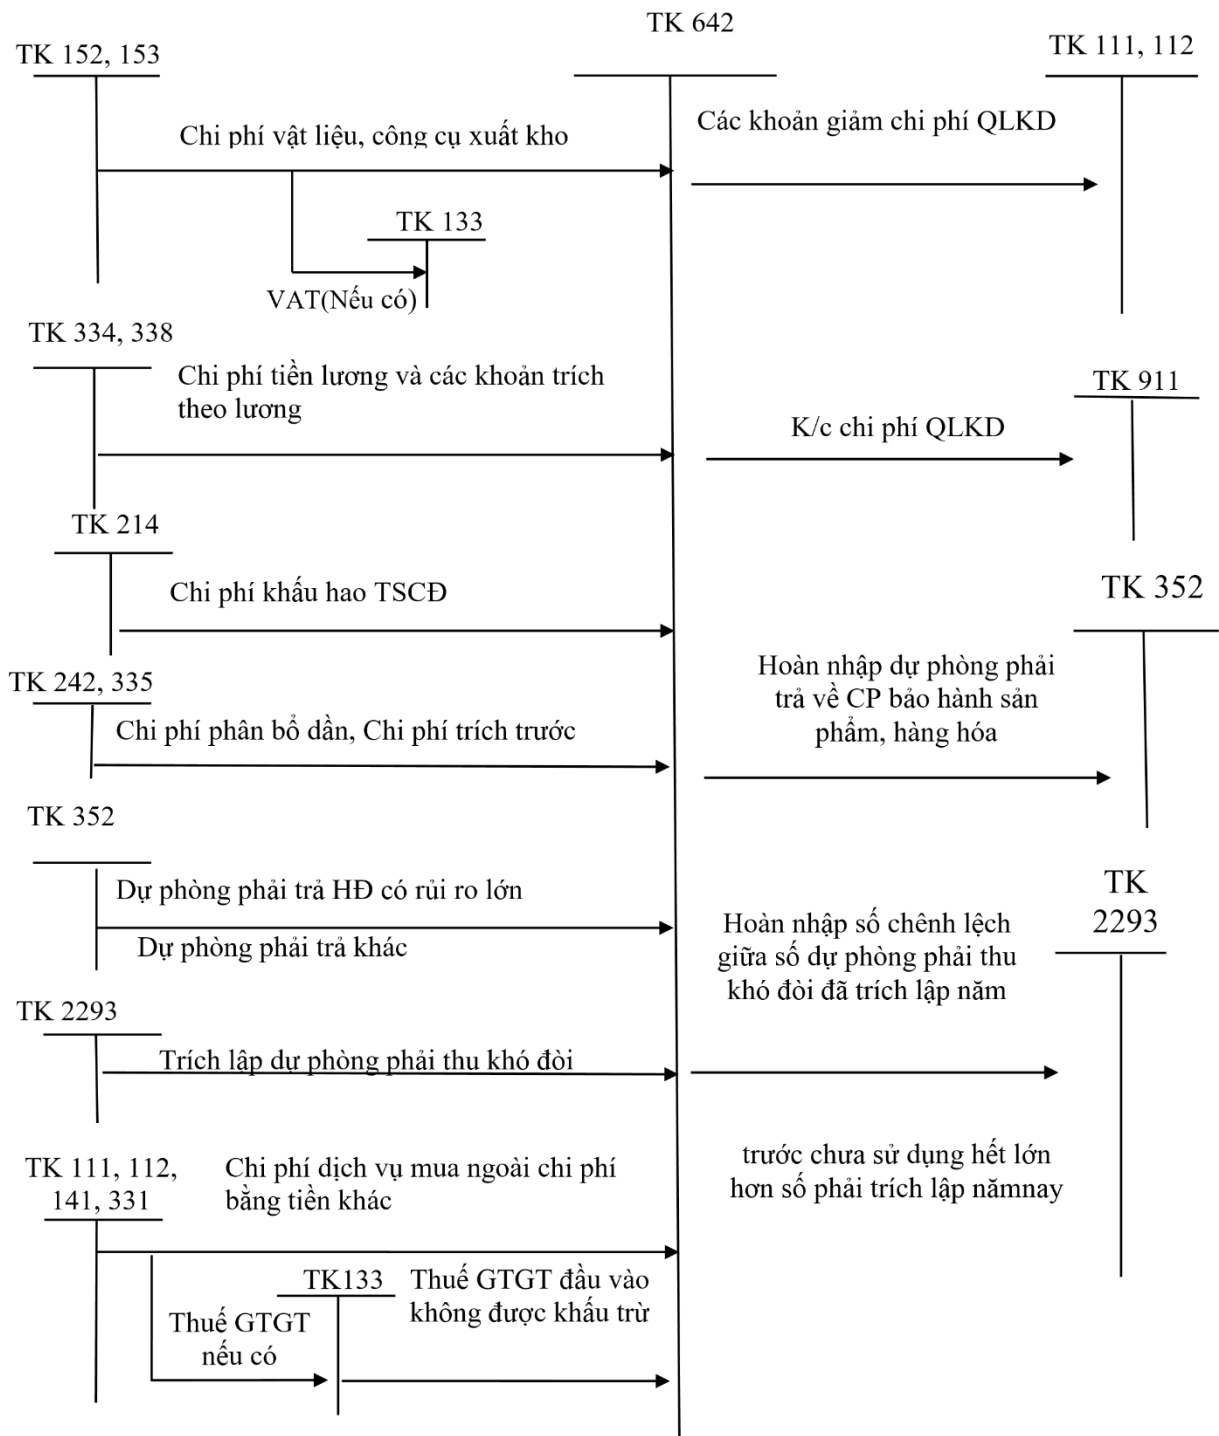 TK 642
TK 152, 153
TK 111, 112
Chi phí vật liệu, công cụ xuất kho
Các khoản giảm chi phí QLKD
TK 133
VAT(Nếu có)
TK 334, 338
Chi phí tiền lương và các khoản trích
theo lương
TK 911
K/c chi phí QLKD
TK 214
Chi phí khấu hao TSCĐ
TK 352
TK 242, 335
Chi phí phân bổ dần, Chi phí trích trước
Hoàn nhập dự phòng phải
trả về CP bảo hành sản
phẩm, hàng hóa
TK 352
Dự phòng phải trả HĐ có rủi ro lớn
Dự phòng phải trả khác
TK
2293
Hoàn nhập số chênh lệch
giữa số dự phòng phải thu
khó đòi đã trích lập năm
TK 2293
Trích lập dự phòng phải thu khó đòi
trước chưa sử dụng hết lớn
hơn số phải trích lập nămnay
TK 111, 112,
141, 331
Chi phí dịch vụ mua ngoài chi phí
bằng tiền khác
TK133
Thuế GTGT đầu vào
không được khấu trừ
Thuế GTGT
nếu có